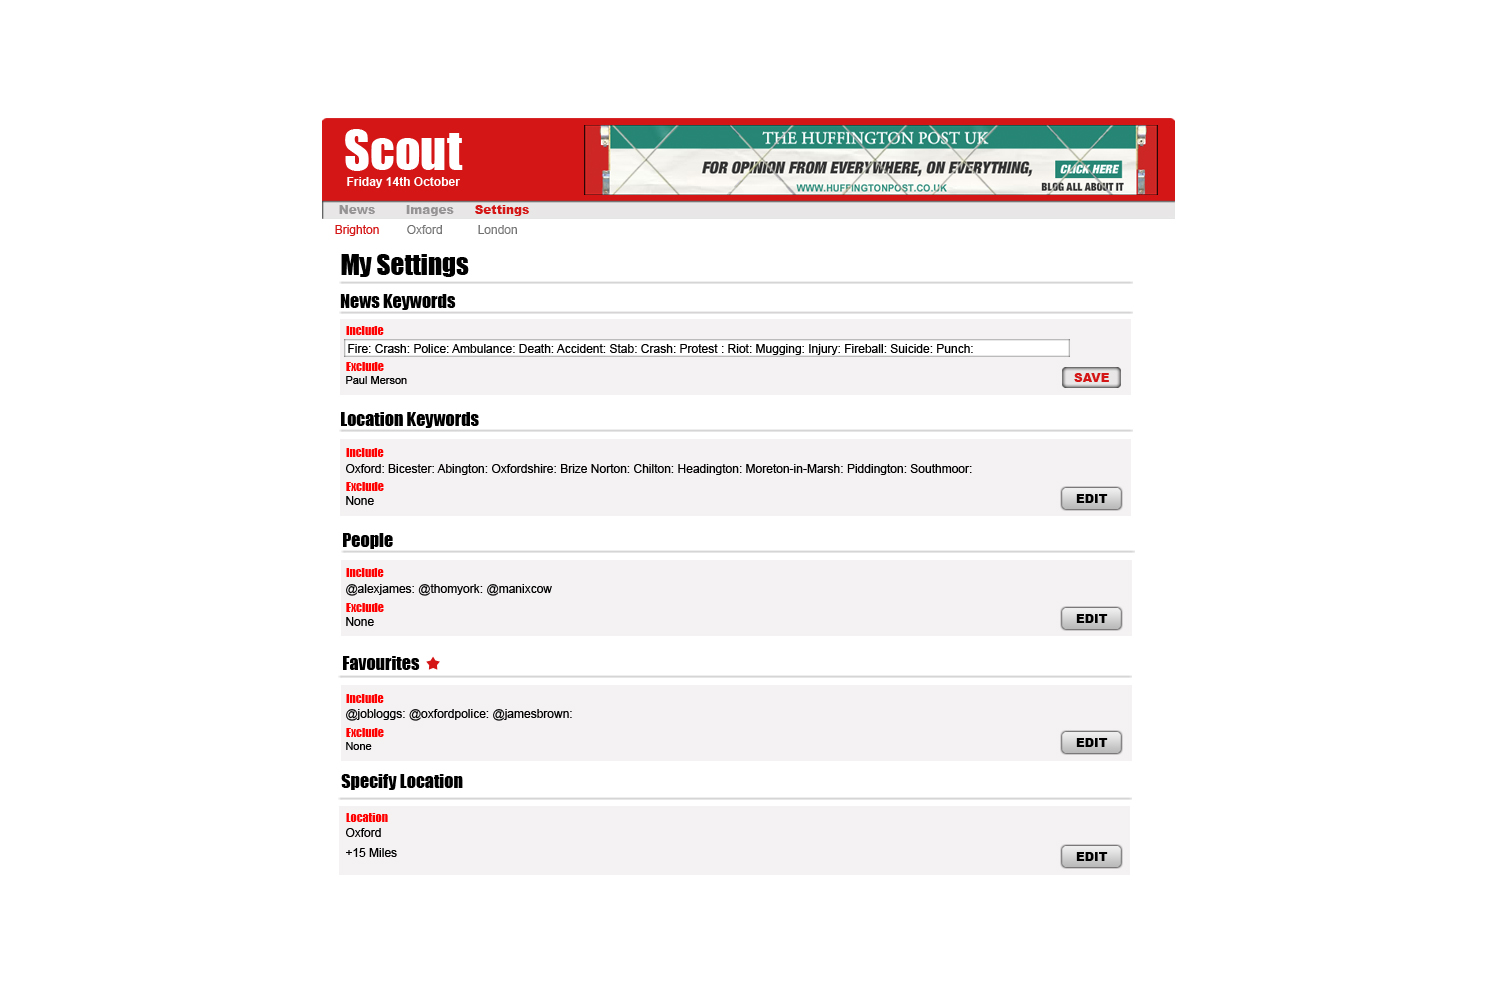 Scout
Friday 14th October
THE HUFFINGTON POST UK
FOR OPINION FROM EVERYWHERE, ON EVERYTHING,
CLICK HERE
WWW.HUFFINGTONPOST.CO.UK
BLOG ALL ABOUT IT
News Images Settings
Brighton Oxford London
My Settings
News Keywords
Include
Fire: Crash: Police: Ambulance: Death: Accident: Stab: Crash: Protest : Riot: Mugging: Injury: Fireball: Suicide: Punch:
Exclude
Paul Merson
SAVE
Location Keywords
Include
Oxford: Bicester: Abington: Oxfordshire: Brize Norton: Chilton: Headington: Moreton-in-Marsh: Piddington: Southmoor:
Exclude
None
EDIT
People
Include
@alexjames: @thomyork: @manixcow
Exclude
None
EDIT
Favourites
Include
@jobloggs: @oxfordpolice: @jamesbrown:
Exclude
None
EDIT
Specify Location
Location
Oxford
+15 Miles
EDIT